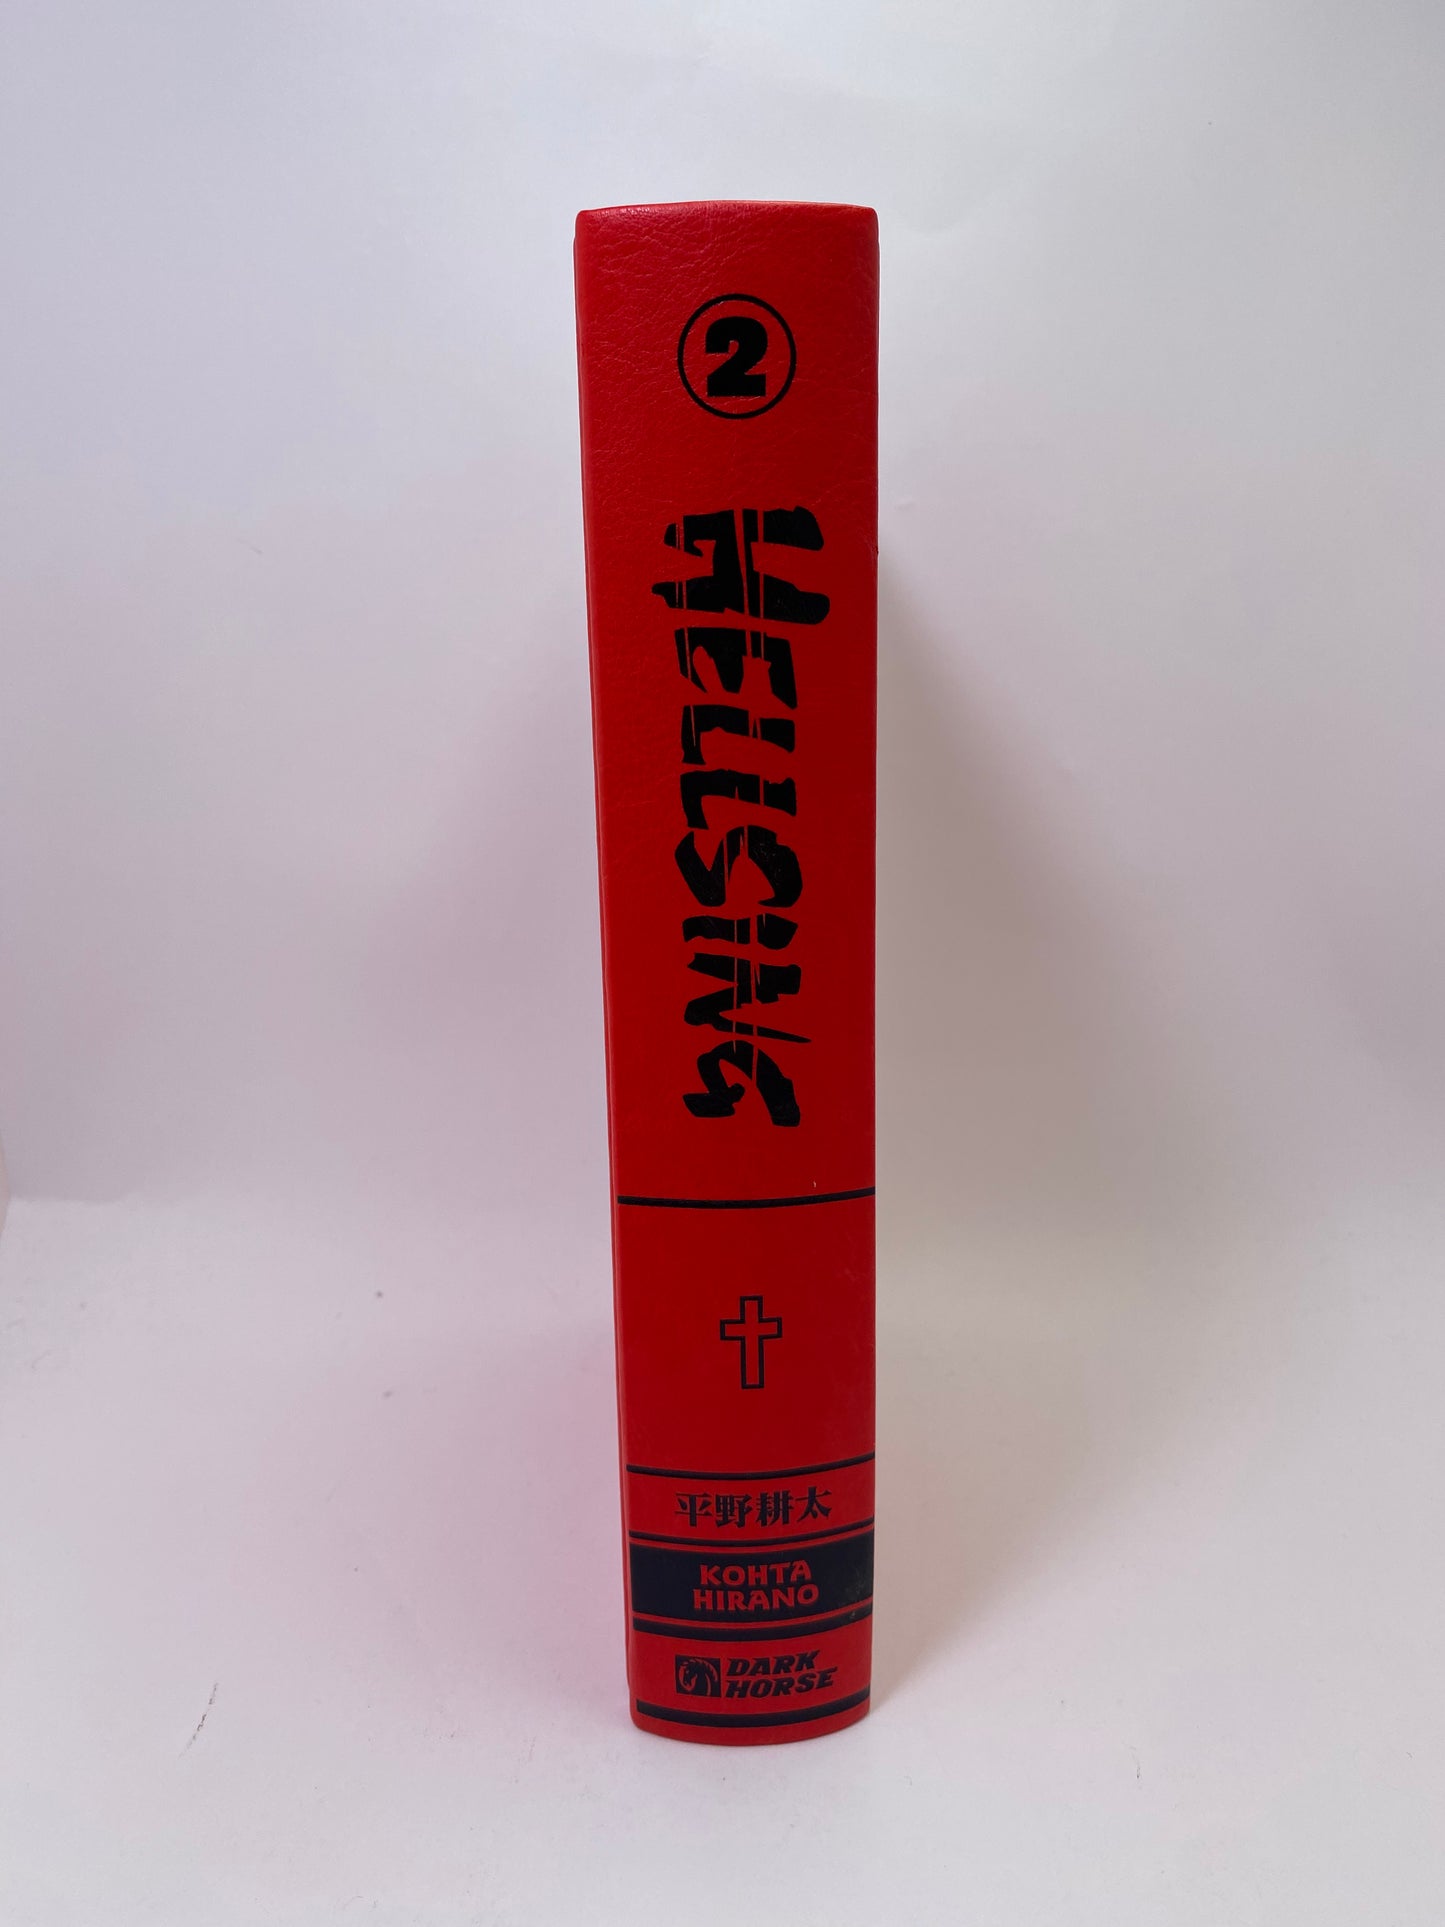 2
HELLSING
平野耕太
KOHTA
HIRANO
DARK
HORSE